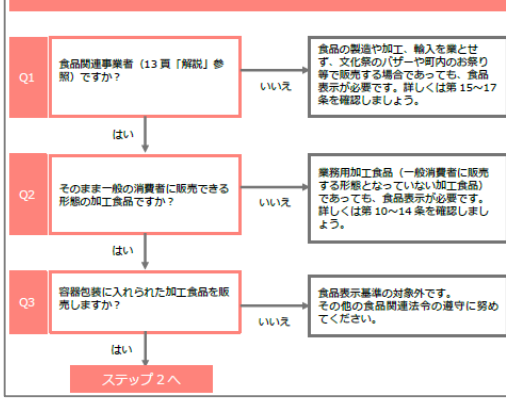 Q1
食品関連事業者（13 頁「解説」参
照）ですか？
いいえ
食品の製造や加工、輸入を業とせ
ず、文化祭のバザーや町内のお祭り
等で販売する場合であっても、食品
表示が必要です。詳しくは第 15～17
条を確認しましょう。
はい
Q2
そのまま一般の消費者に販売できる
形態の加工食品ですか？
いいえ
業務用加工食品（一般消費者に販売
する形態となっていない加工食品）
であっても、食品表示が必要です。
詳しくは第 10～14 条を確認しまし
ょう。
はい
Q3
容器包装に入れられた加工食品を販
売しますか？
いいえ
食品表示基準の対象外です。
その他の食品関連法令の遵守に努め
てください。
はい
ステップ 2 へ